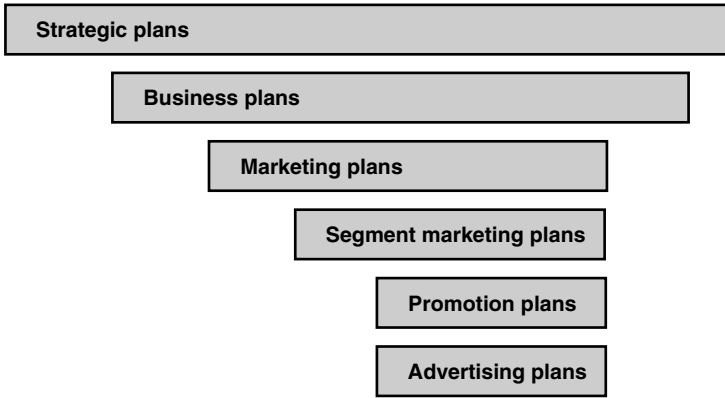 Strategic plans
Business plans
Marketing plans
Segment marketing plans
Promotion plans
Advertising plans